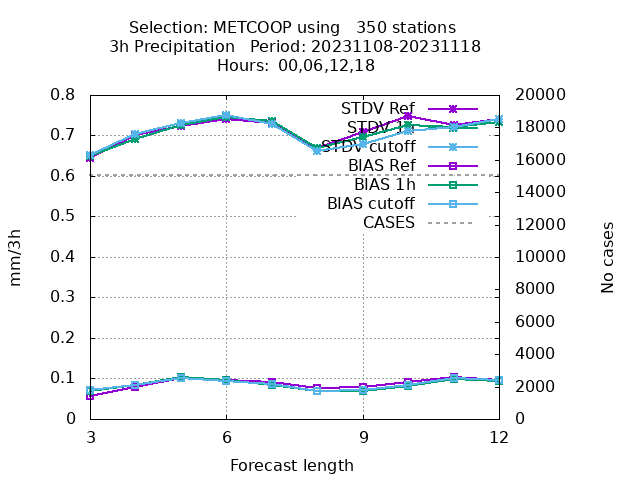 Selection: METCOOP using   350 stations
3h Precipitation   Period: 20231108-20231118
Hours:  00,06,12,18
0.8
0.7
0.6
0.5
0.4
0.3
0.2
0.1
0
mm/3h
20000
18000
16000
14000
12000
10000
8000
6000
4000
2000
0
No cases
STDV Ref
STDV 1h
STDV cutoff
BIAS Ref
BIAS 1h
BIAS cutoff
CASES
3 6 9 12
Forecast length